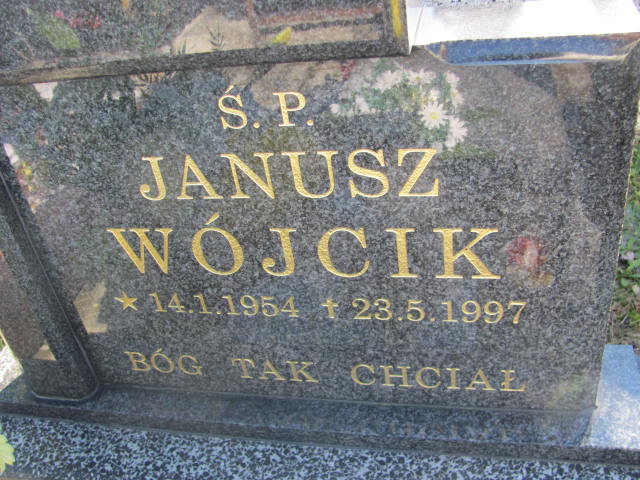 Ś. P.
JANUSZ
WÓJCIK
★ 14.1.1954 ✝ 23.5.1997
BÓG TAK CHCIAŁ